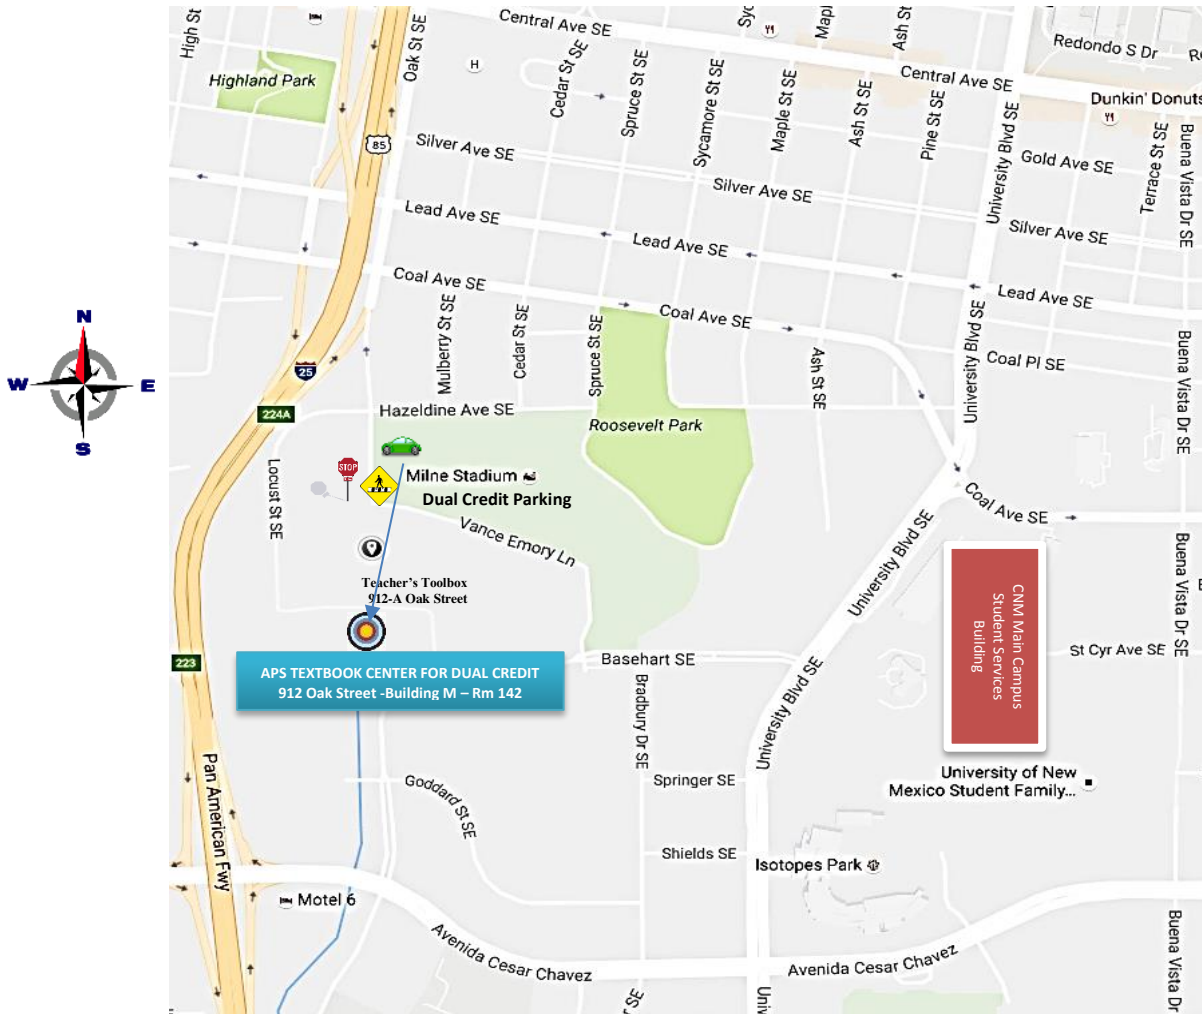 Central Ave SE
Syc
Maple St
Ash St
High St
Oak St SE
Redondo S Dr
Highland Park
H
Cedar St SE
Spruce St SE
Sycamore St SE
Maple St SE
Ash St SE
Pine St SE
Central Ave SE
University Blvd SE
Dunkin' Donuts
85
Silver Ave SE
Silver Ave SE
Gold Ave SE
Terrace St SE
Buena Vista Dr SE
Silver Ave SE
Lead Ave SE
Lead Ave SE
Lead Ave SE
Coal Ave SE
Coal Ave SE
Coal Pl SE
N
W
E
S
25
224A
Mulberry St SE
Cedar St SE
Spruce St SE
Ash St SE
University Blvd SE
Buena Vista Dr SE
Hazeldine Ave SE
Roosevelt Park
Locust St SE
STOP
Milne Stadium
Dual Credit Parking
Vance Emory Ln
Coal Ave SE
University Blvd SE
Buena Vista Dr SE
Teacher's Toolbox
912-A Oak Street
CNM Main Campus
Student Services
Building
223
APS TEXTBOOK CENTER FOR DUAL CREDIT
912 Oak Street -Building M – Rm 142
Basehart SE
St Cyr Ave SE
Bradbury Dr SE
University Blvd SE
Pan American Fwy
Goddard St SE
Springer SE
University of New
Mexico Student Family...
Shields SE
Isotopes Park
Motel 6
Avenida Cesar Chavez
Avenida Cesar Chavez
Buena Vista Dr
SE
Univ